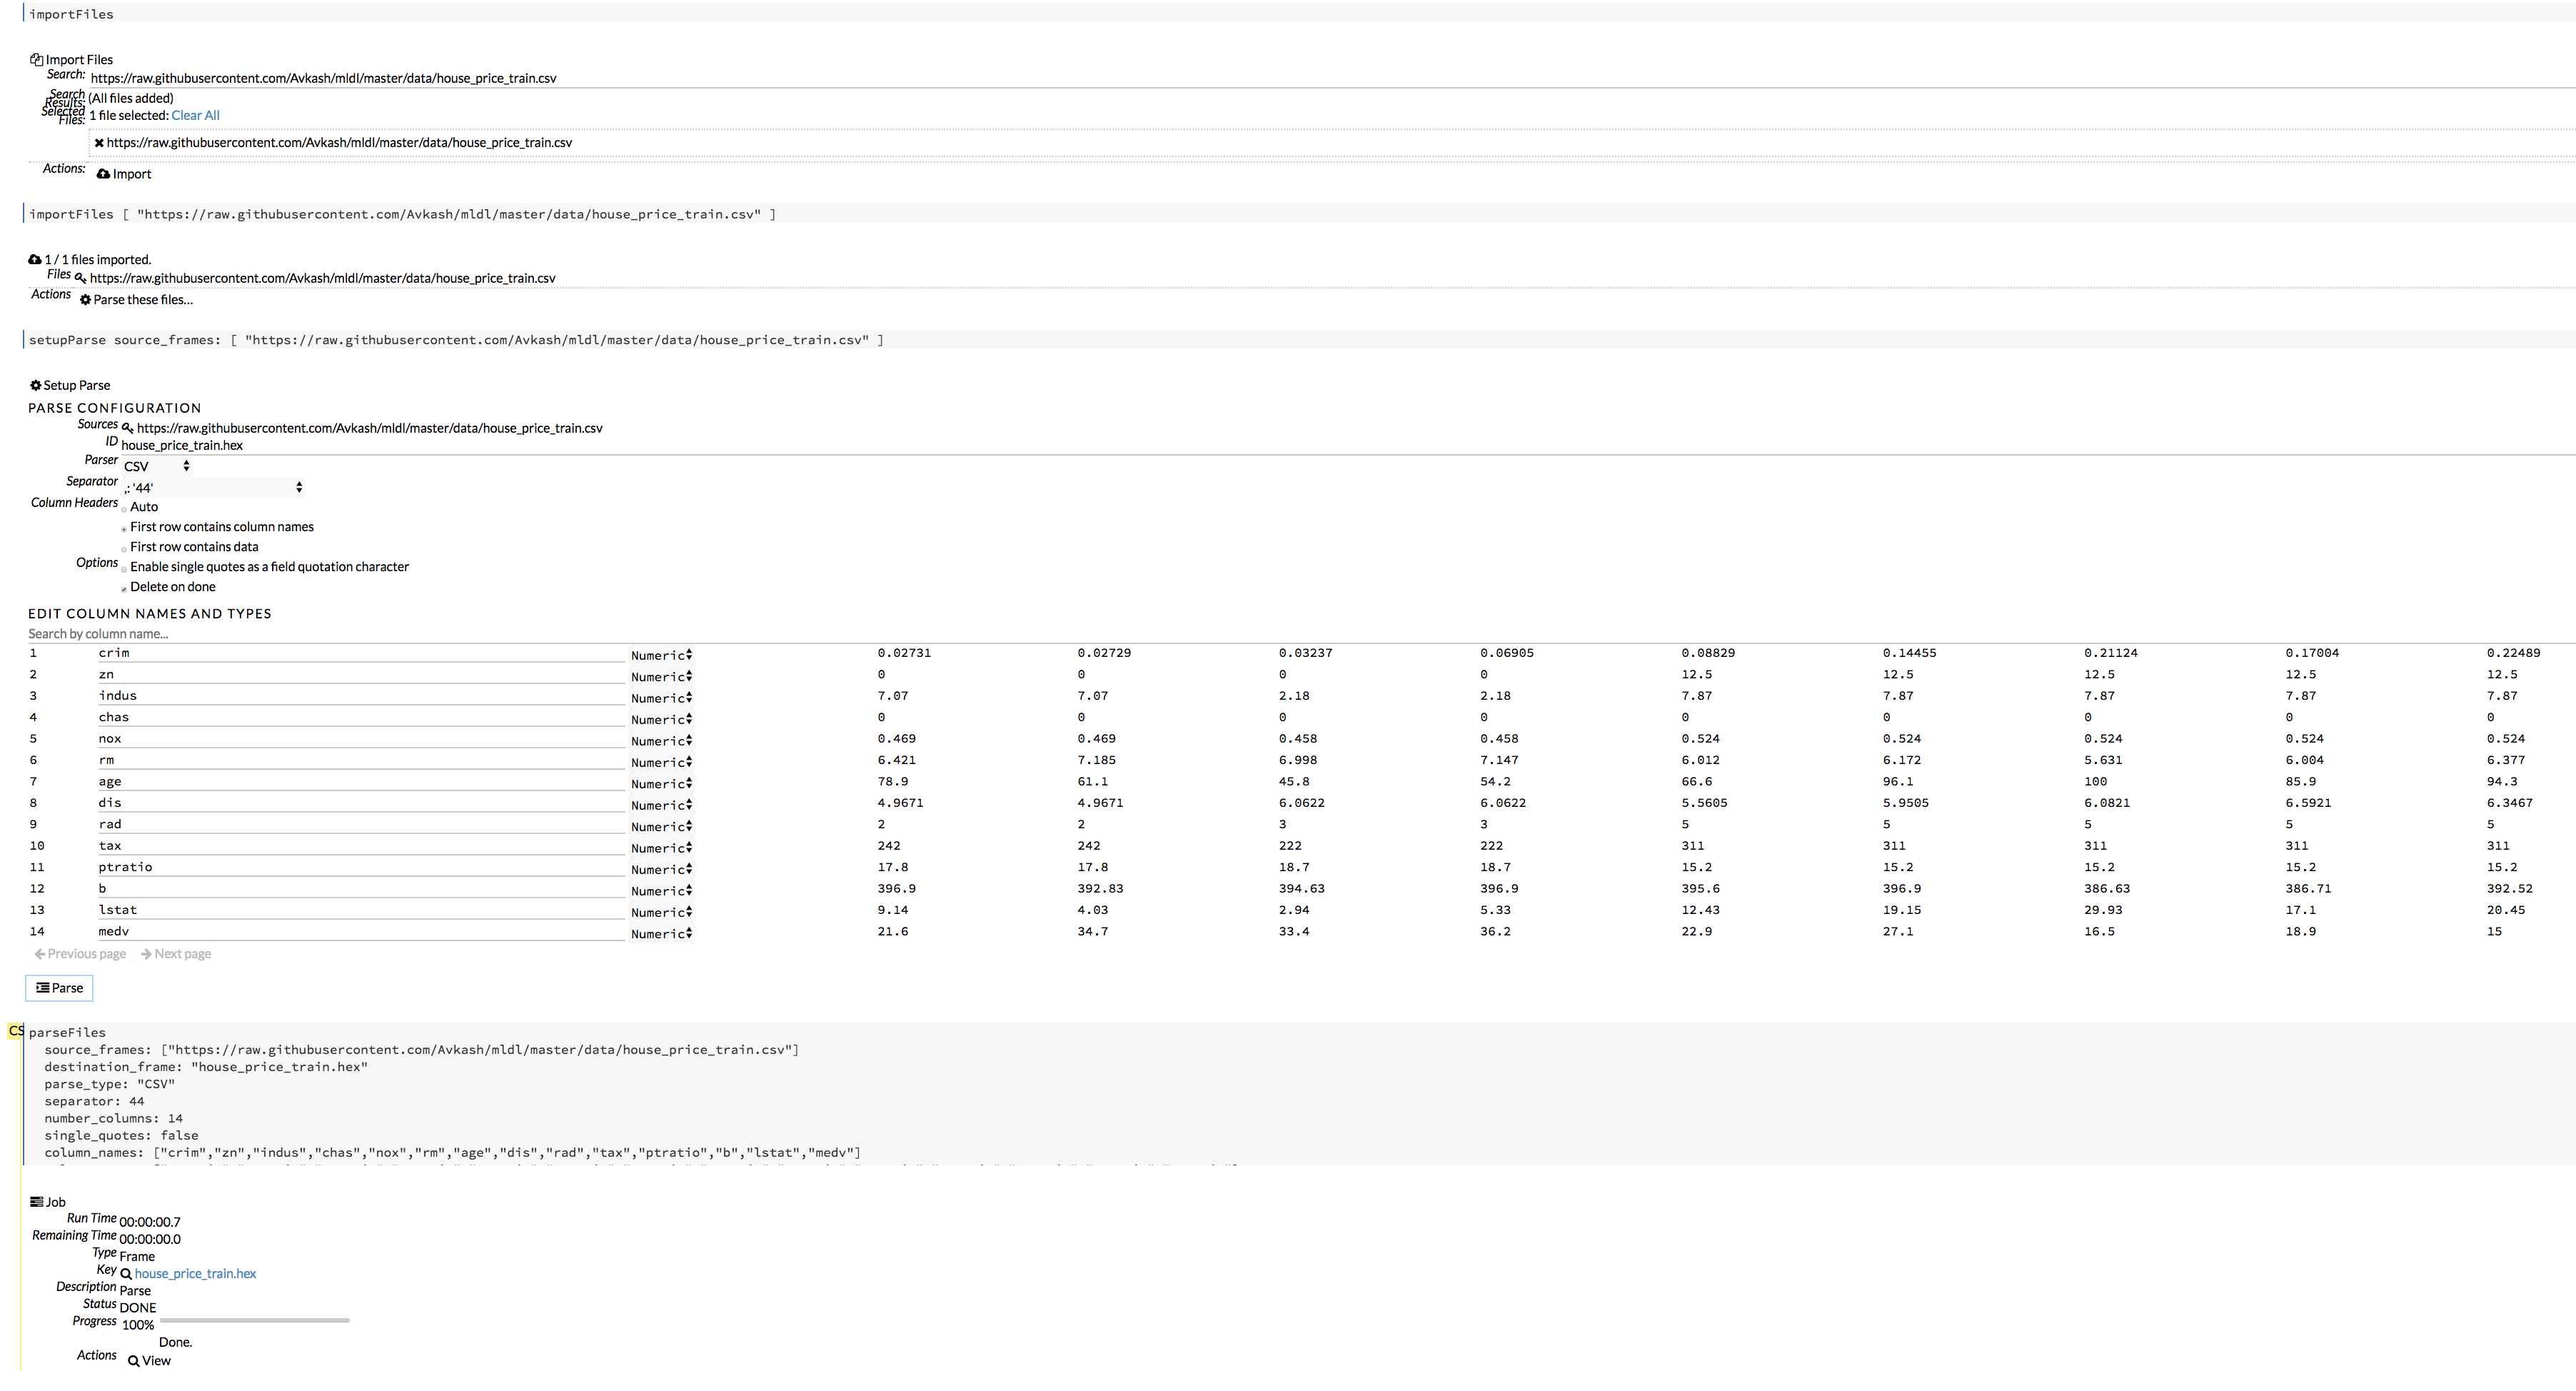 importFiles
Import Files
Search: https://raw.githubusercontent.com/Avkash/mldl/master/data/house_price_train.csv
Search Results: (All files added)
Selected Files: 1 file selected: Clear All
https://raw.githubusercontent.com/Avkash/mldl/master/data/house_price_train.csv
Actions: Import
importFiles [ "https://raw.githubusercontent.com/Avkash/mldl/master/data/house_price_train.csv" ]
1 / 1 files imported.
Files https://raw.githubusercontent.com/Avkash/mldl/master/data/house_price_train.csv
Actions Parse these files...
setupParse source_frames: [ "https://raw.githubusercontent.com/Avkash/mldl/master/data/house_price_train.csv" ]
Setup Parse
PARSE CONFIGURATION
Sources https://raw.githubusercontent.com/Avkash/mldl/master/data/house_price_train.csv
ID house_price_train.hex
Parser CSV
Separator ,: '44'
Column Headers Auto
First row contains column names
First row contains data
Options Enable single quotes as a field quotation character
Delete on done
EDIT COLUMN NAMES AND TYPES
Search by column name...
1 crim Numeric 0.02731 0.02729 0.03237 0.06905 0.08829 0.14455 0.21124 0.17004 0.22489
2 zn Numeric 0 0 0 0 12.5 12.5 12.5 12.5 12.5
3 indus Numeric 7.07 7.07 2.18 2.18 7.87 7.87 7.87 7.87 7.87
4 chas Numeric 0 0 0 0 0 0 0 0 0
5 nox Numeric 0.469 0.469 0.458 0.458 0.524 0.524 0.524 0.524 0.524
6 rm Numeric 6.421 7.185 6.998 7.147 6.012 6.172 5.631 6.004 6.377
7 age Numeric 78.9 61.1 45.8 54.2 66.6 96.1 100 85.9 94.3
8 dis Numeric 4.9671 4.9671 6.0622 6.0622 5.5605 5.9505 6.0821 6.5921 6.3467
9 rad Numeric 2 2 3 3 5 5 5 5 5
10 tax Numeric 242 242 222 222 311 311 311 311 311
11 ptratio Numeric 17.8 17.8 18.7 18.7 15.2 15.2 15.2 15.2 15.2
12 b Numeric 396.9 392.83 394.63 396.9 395.6 396.9 386.63 386.71 392.52
13 lstat Numeric 9.14 4.03 2.94 5.33 12.43 19.15 29.93 17.1 20.45
14 medv Numeric 21.6 34.7 33.4 36.2 22.9 27.1 16.5 18.9 15
Previous page Next page
Parse
CS parseFiles
source_frames: ["https://raw.githubusercontent.com/Avkash/mldl/master/data/house_price_train.csv"]
destination_frame: "house_price_train.hex"
parse_type: "CSV"
separator: 44
number_columns: 14
single_quotes: false
column_names: ["crim","zn","indus","chas","nox","rm","age","dis","rad","tax","ptratio","b","lstat","medv"]
Job
Run Time 00:00:00.7
Remaining Time 00:00:00.0
Type Frame
Key house_price_train.hex
Description Parse
Status DONE
Progress 100%
Done.
Actions View